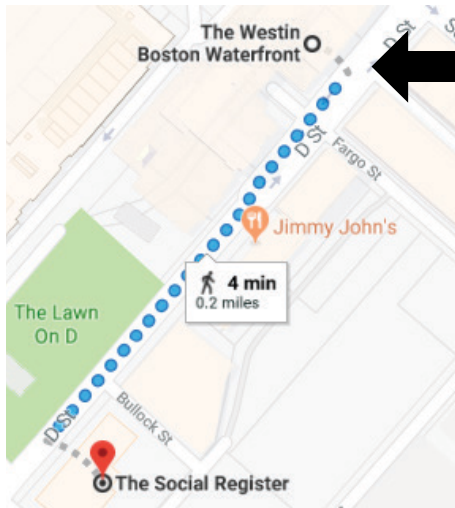 The Westin
Boston Waterfront
D St
D St
Fargo St
Jimmy John's
4 min
0.2 miles
The Lawn
On D
Bullock St
D St
The Social Register